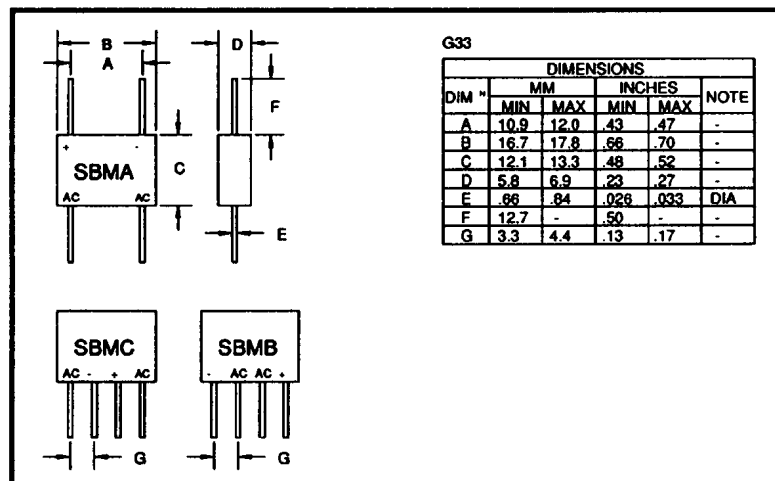 B
A
D
F
+ -
SBMA
C
AC AC
E
G33
DIMENSIONS
DIM MM INCHES NOTE
MIN MAX MIN MAX
A 10.9 12.0 .43 .47 -
B 16.7 17.8 .66 .70 -
C 12.1 13.3 .48 .52 -
D 5.8 6.9 .23 .27 -
E .66 .84 .026 .033 DIA
F 12.7 - .50 - -
G 3.3 4.4 .13 .17 -
SBMC
AC - + AC
G
SBMB
- AC AC +
G